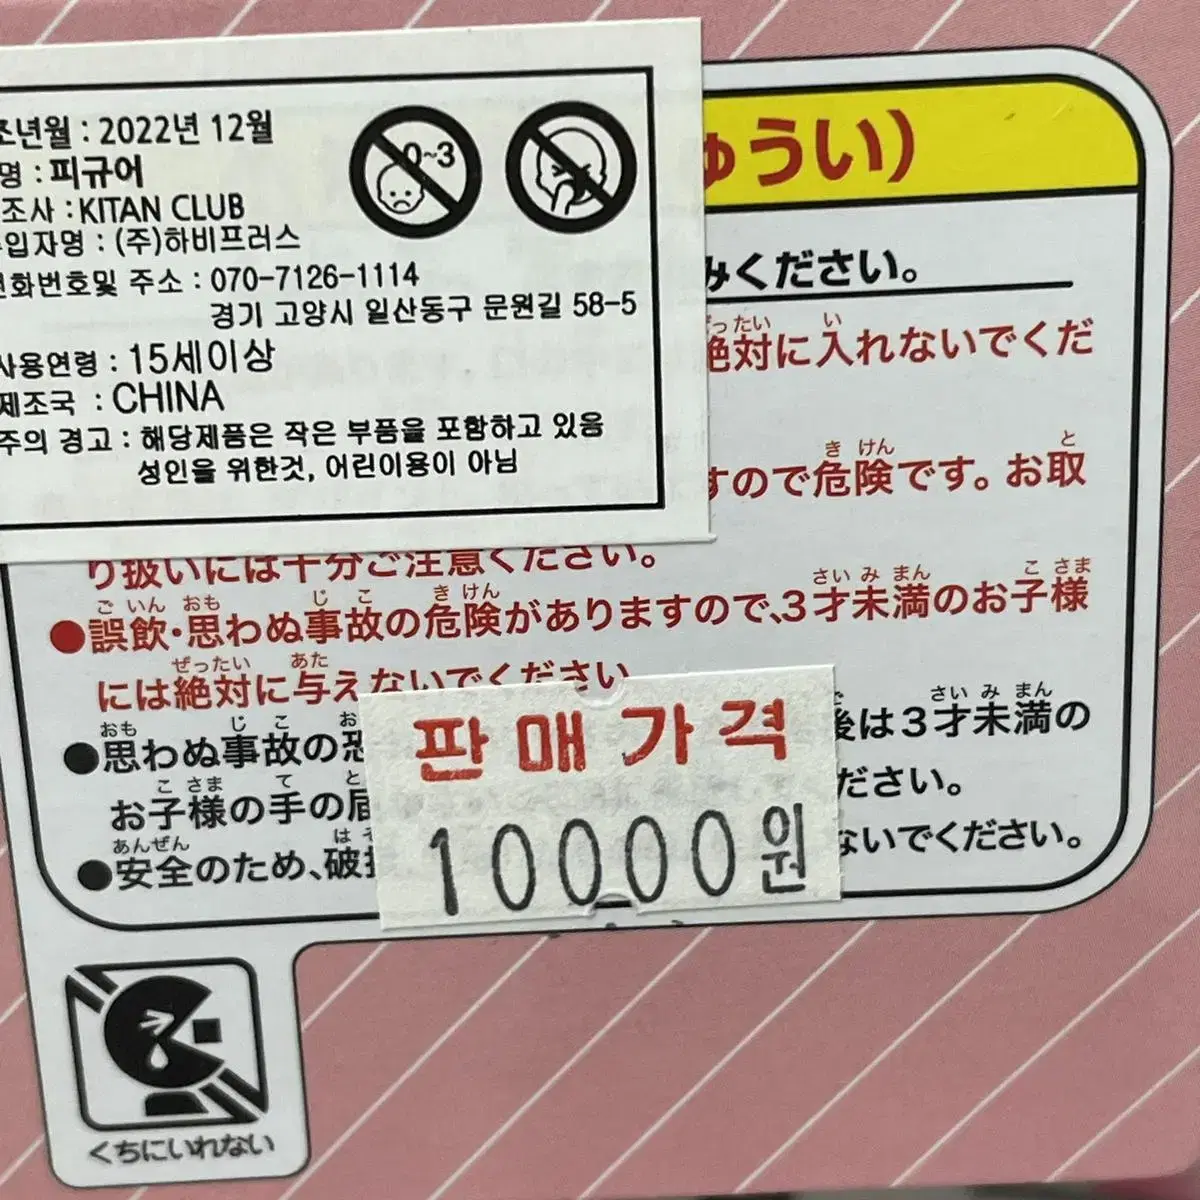 조년월 : 2022년 12월
명 : 피규어
조사 : KITAN CLUB
입자명 : (주)하비프러스
전화번호및 주소 : 070-7126-1114
경기 고양시 일산동구 문원길 58-5
사용연령 : 15세이상
제조국 : CHINA
주의 경고 : 해당제품은 작은 부품을 포함하고 있음
성인을 위한것, 어린이용이 아님
0~3
ゅうい)
みください。
ぜったい い
絶対に入れないでくだ
き けん と
すので危険です。お取
り扱いには十分ご注意ください。
ご いん おも じ こ き けん さい み まん こ さま
●誤飲・思わぬ事故の危険がありますので、3才未満のお子様
ぜったい あた
には絶対に与えないでください
おも じ こ お ご さい み まん
●思わぬ事故の恐 後は3才未満の
こ さま て と
お子様の手の届 ださい。
あんぜん は そ
●安全のため、破損 ないでください。
판매가격
10000원
くちにいれない